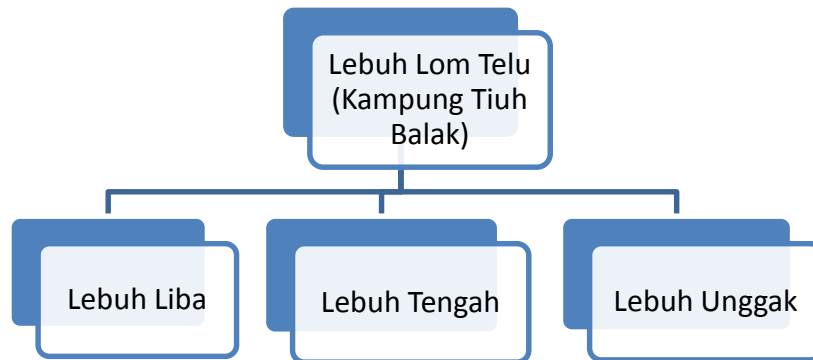 Lebuh Lom Telu
(Kampung Tiuh
Balak)
Lebuh Liba
Lebuh Tengah
Lebuh Unggak